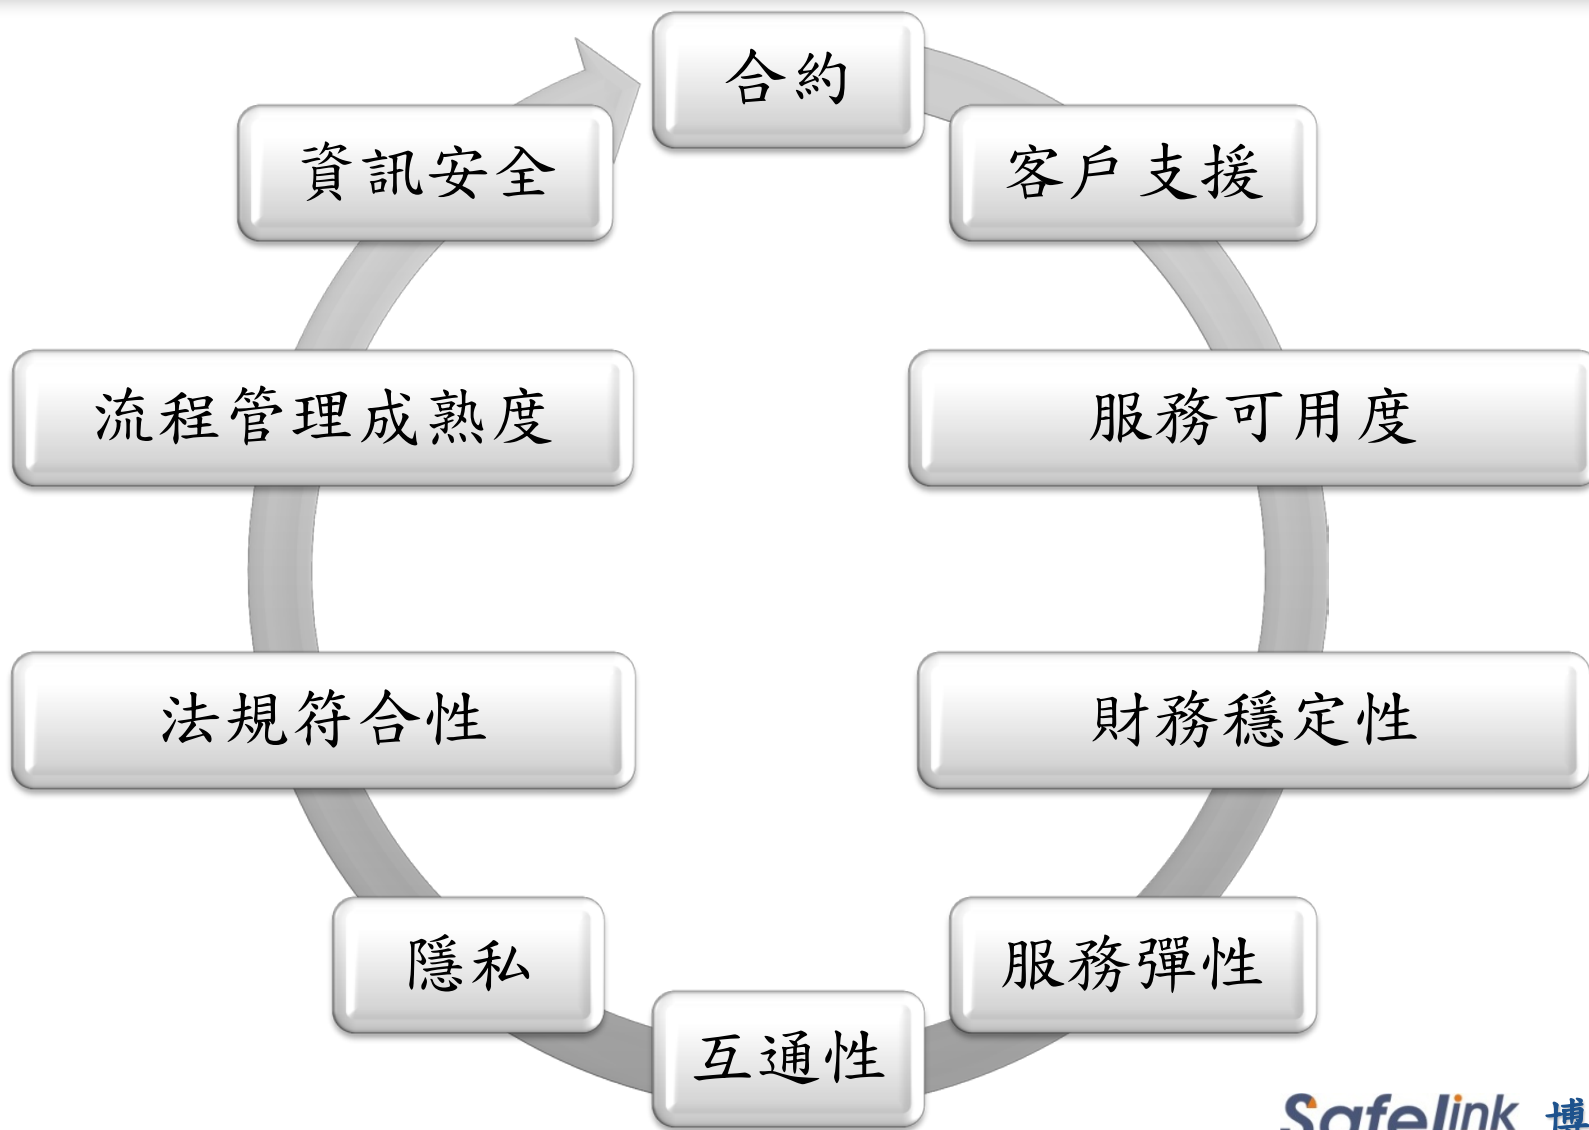 合約
客戶支援
服務可用度
財務穩定性
服務彈性
互通性
隱私
法規符合性
流程管理成熟度
資訊安全
Safelink 博